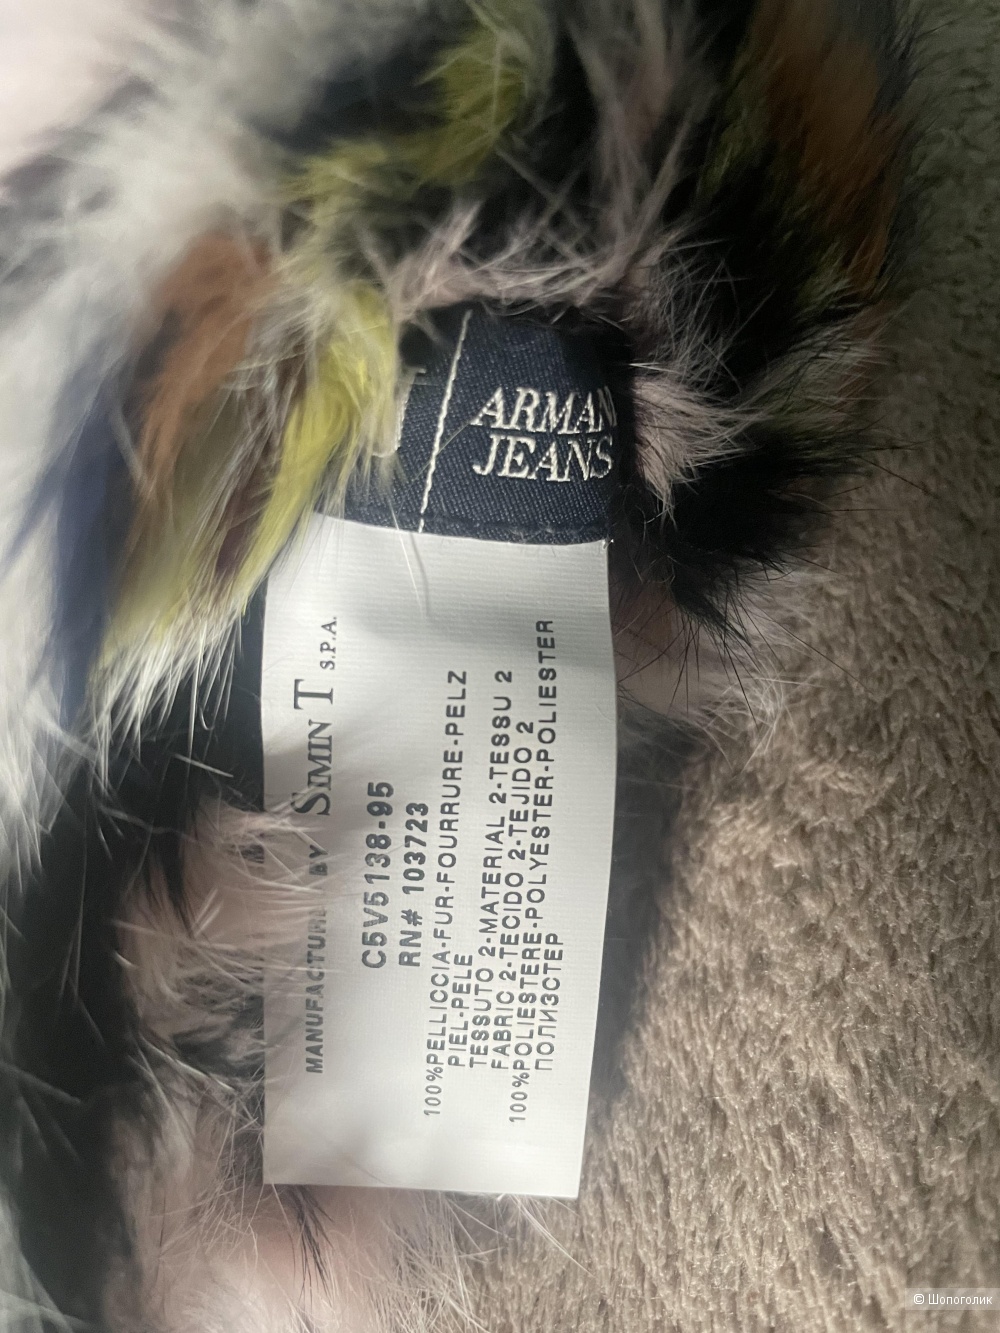 ARMAN
JEANS
MANUFACTURE BY SIMINT S.P.A.
C5V5138-95
RN# 103723
100%PELLICCIA-FUR-FOURRURE-PELZ
PIEL-PELE
TESSUTO 2-MATERIAL 2-TESSU 2
FABRIC 2-TECIDO 2-TEJIDO 2
100%POLIESTERE-POLYESTER-POLIESTER
ПОЛИЭСТЕР
© Шопоголик